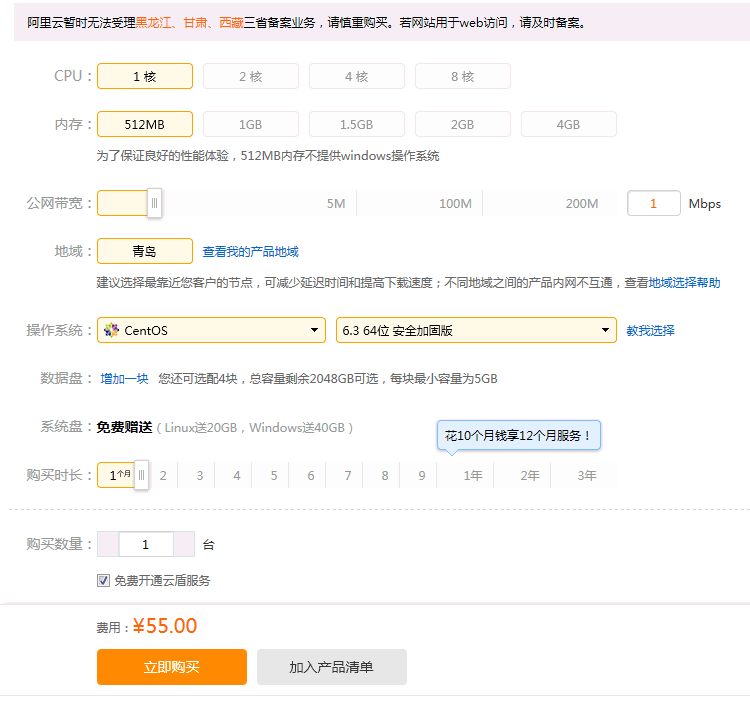 阿里云暂时无法受理黑龙江、甘肃、西藏三省备案业务，请慎重购买。若网站用于web访问，请及时备案。
CPU： 1 核 2 核 4 核 8 核
内存： 512MB 1GB 1.5GB 2GB 4GB
为了保证良好的性能体验，512MB内存不提供windows操作系统
公网带宽： 5M 100M 200M 1 Mbps
地域： 青岛 查看我的产品地域
建议选择最靠近您客户的节点，可减少延迟时间和提高下载速度；不同地域之间的产品内网不互通，查看地域选择帮助
操作系统： CentOS 6.3 64位 安全加固版 教我选择
数据盘： 增加一块 您还可选配4块，总容量剩余2048GB可选，每块最小容量为5GB
系统盘： 免费赠送（ Linux送20GB，Windows送40GB ）
花10个月钱享12个月服务！
购买时长： 1个月 2 3 4 5 6 7 8 9 1年 2年 3年
购买数量： 1 台
免费开通云盾服务
费用：¥55.00
立即购买 加入产品清单